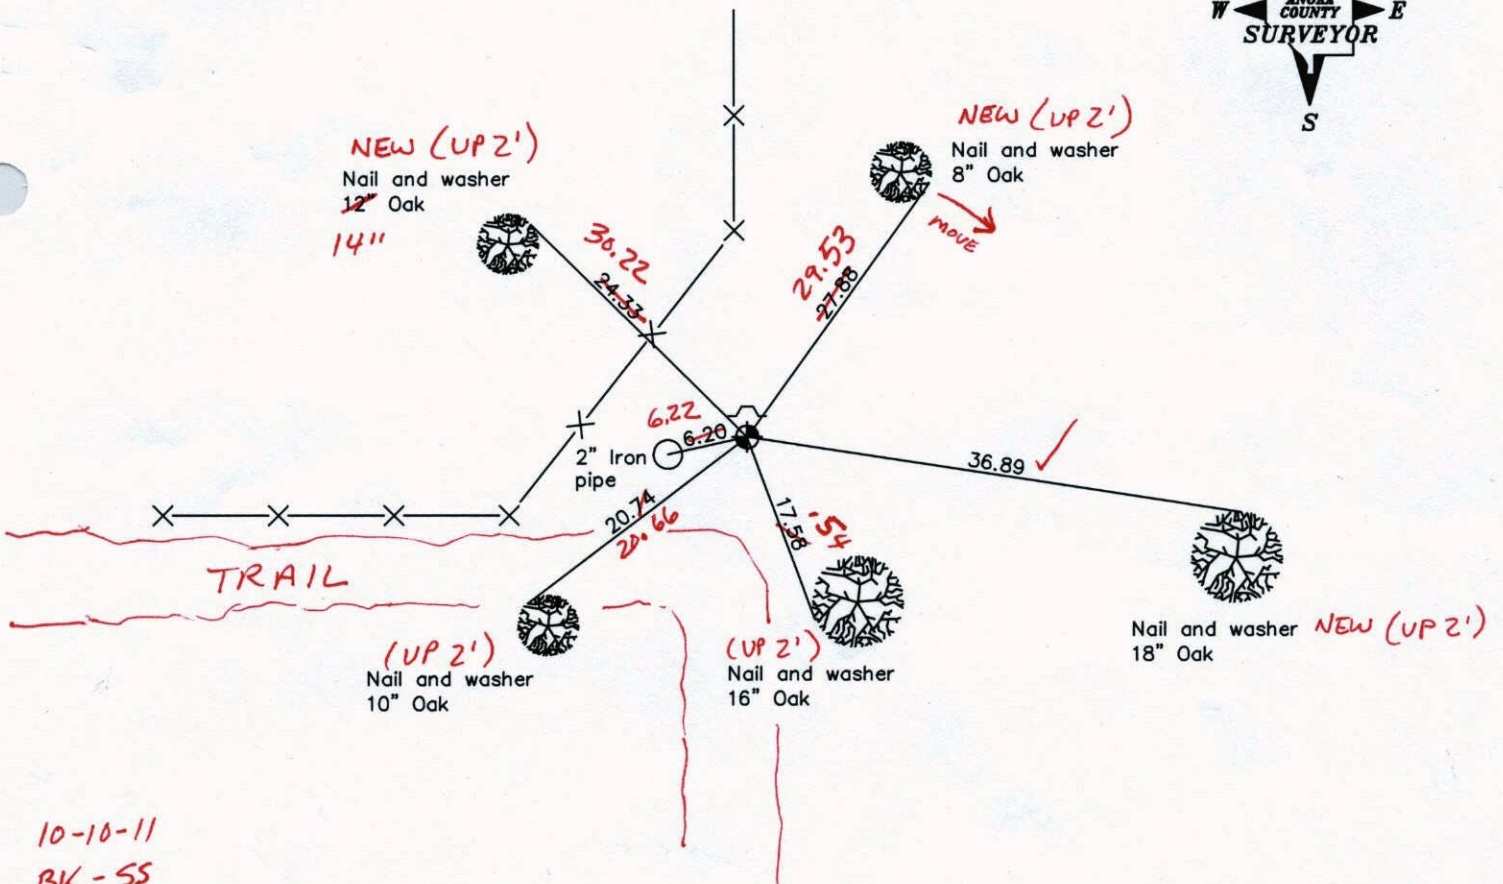 ANOKA
W COUNTY E
SURVEYOR
S
NEW (UP 2')
Nail and washer
12" Oak
14"
NEW (UP 2')
Nail and washer
8" Oak
MOVE
30.22
24.33
29.53
27.88
6.22
6.20
2" Iron
pipe
36.89
20.74
20.66
17.58
.54
TRAIL
(UP 2')
Nail and washer
10" Oak
(UP 2')
Nail and washer
16" Oak
Nail and washer NEW (UP 2')
18" Oak
10-10-11
BK - SS